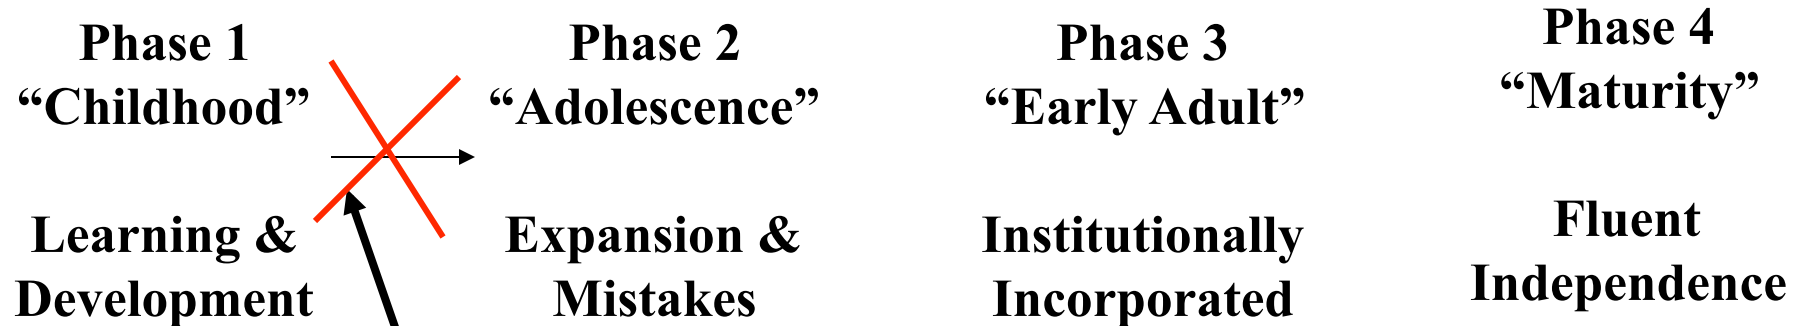 Phase 1
“Childhood”
Learning &
Development
Phase 2
“Adolescence”
Expansion &
Mistakes
Phase 3
“Early Adult”
Institutionally
Incorporated
Phase 4
“Maturity”
Fluent
Independence